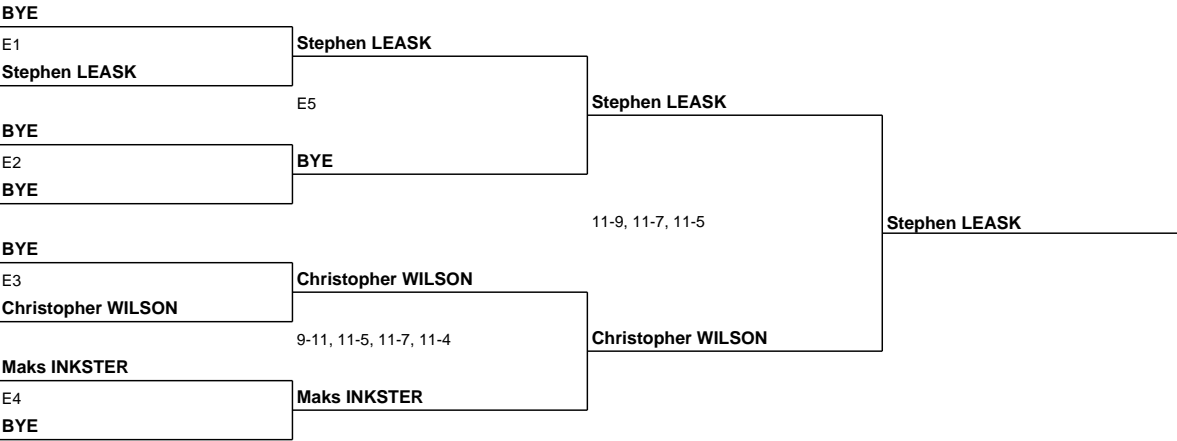 BYE
E1
Stephen LEASK
Stephen LEASK
E5
Stephen LEASK
BYE
E2
BYE
BYE
11-9, 11-7, 11-5
Stephen LEASK
BYE
E3
Christopher WILSON
Christopher WILSON
9-11, 11-5, 11-7, 11-4
Christopher WILSON
Maks INKSTER
E4
Maks INKSTER
BYE